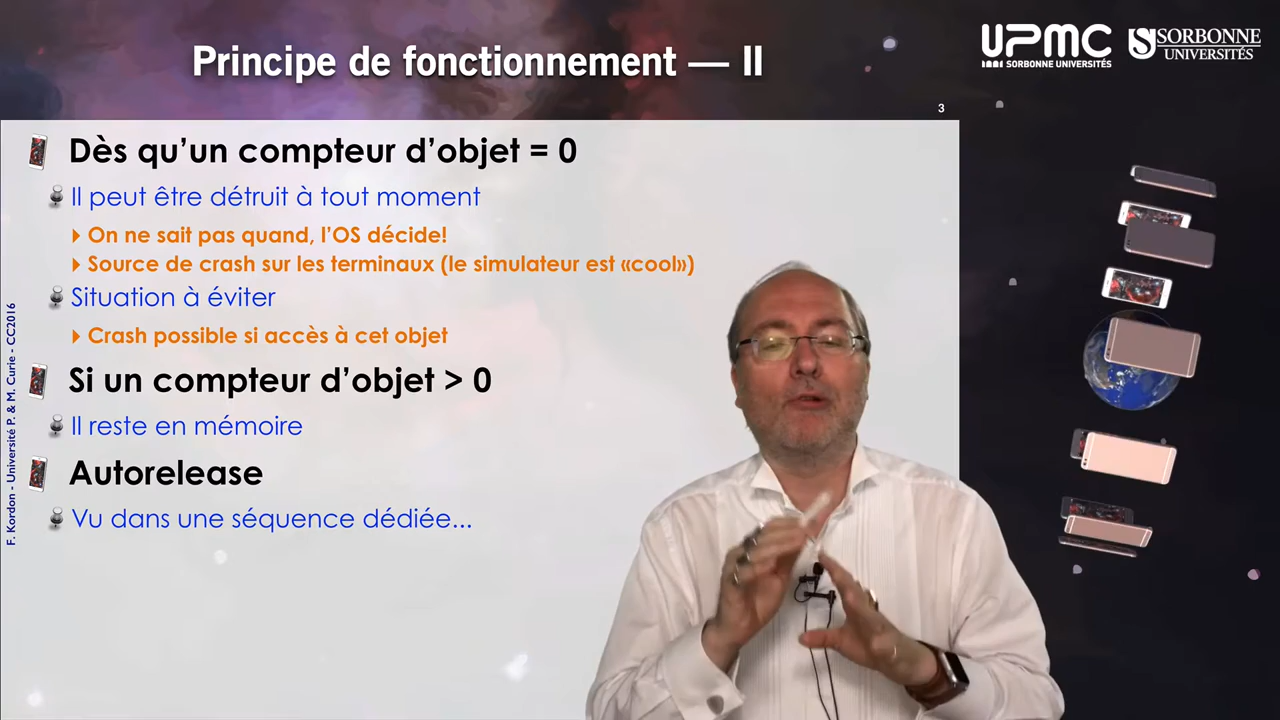 Principe de fonctionnement — II
UPMC
SORBONNE UNIVERSITÉS
SORBONNE
UNIVERSITÉS
3
Dès qu'un compteur d'objet = 0
Il peut être détruit à tout moment
On ne sait pas quand, l'OS décide!
Source de crash sur les terminaux (le simulateur est «cool»)
Situation à éviter
Crash possible si accès à cet objet
Si un compteur d'objet > 0
Il reste en mémoire
Autorelease
Vu dans une séquence dédiée...
F. Kordon - Université P. & M. Curie - CC2016